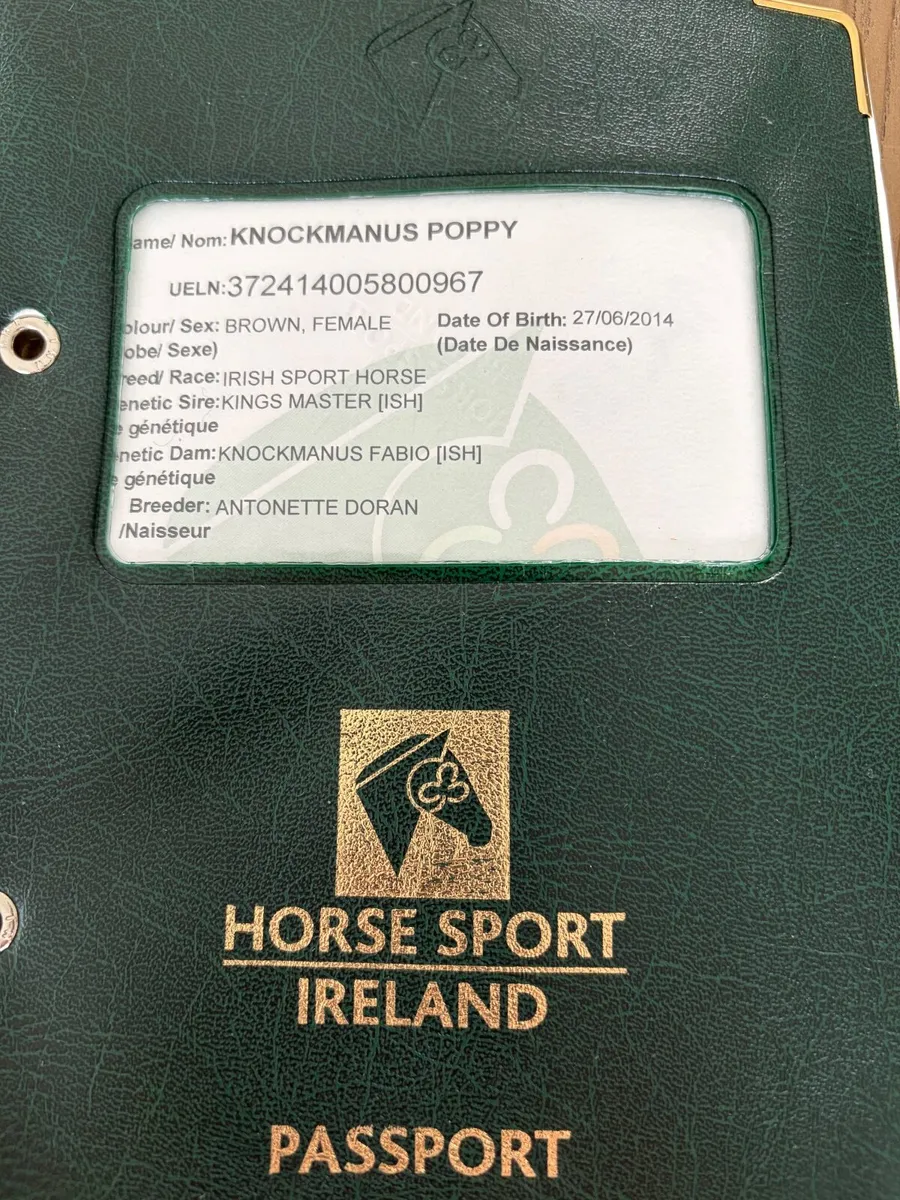 ame/ Nom: KNOCKMANUS POPPY
UELN: 372414005800967
olour/ Sex: BROWN, FEMALE Date Of Birth: 27/06/2014
obe/ Sexe) (Date De Naissance)
reed/ Race: IRISH SPORT HORSE
enetic Sire: KINGS MASTER [ISH]
e génétique
netic Dam: KNOCKMANUS FABIO [ISH]
e génétique
Breeder: ANTONETTE DORAN
/Naisseur
HORSE SPORT
IRELAND
PASSPORT